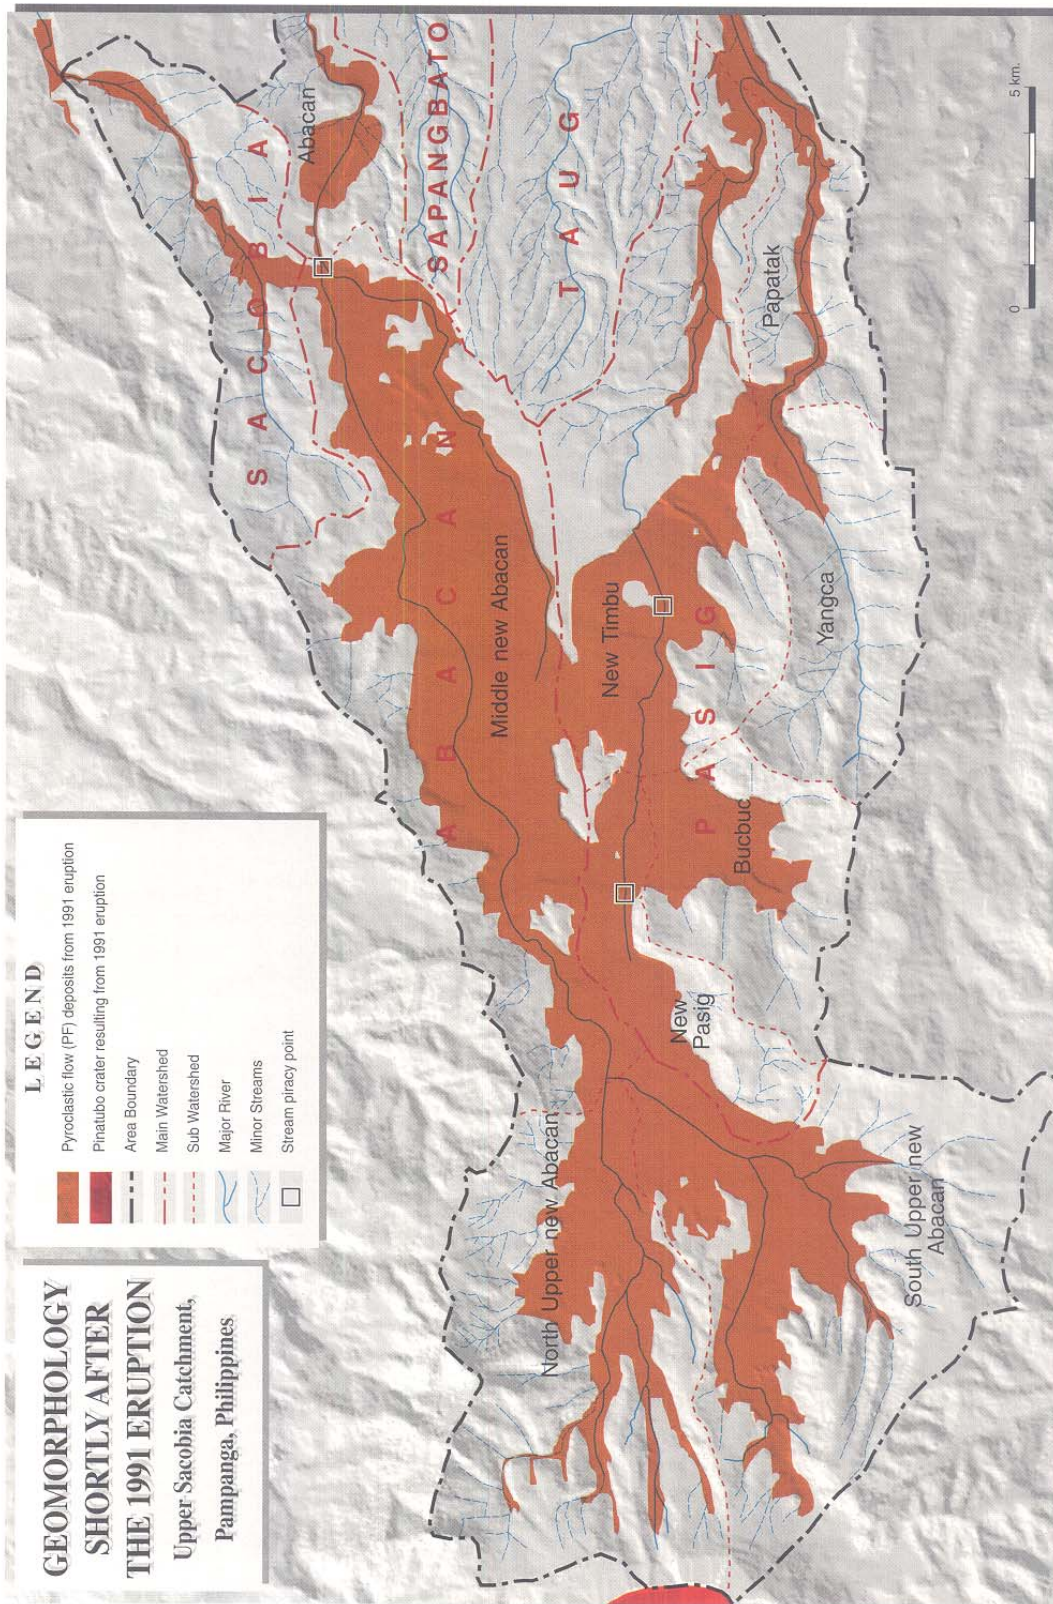 GEOMORPHOLOGY
SHORTLY AFTER
THE 1991 ERUPTION
Upper Sacobia Catchment,
Pampanga, Philippines
LEGEND
Pyroclastic flow (PF) deposits from 1991 eruption
Pinatubo crater resulting from 1991 eruption
Area Boundary
Main Watershed
Sub Watershed
Major River
Minor Streams
Stream piracy point
SACOBIA
Abacan
SAPANGBATO
TAUG
ABACAN
Middle new Abacan
New Timbu
PASIG
Papatak
Yangca
Bucbuc
New
Pasig
North Upper new Abacan
South Upper new
Abacan
0
5 km.